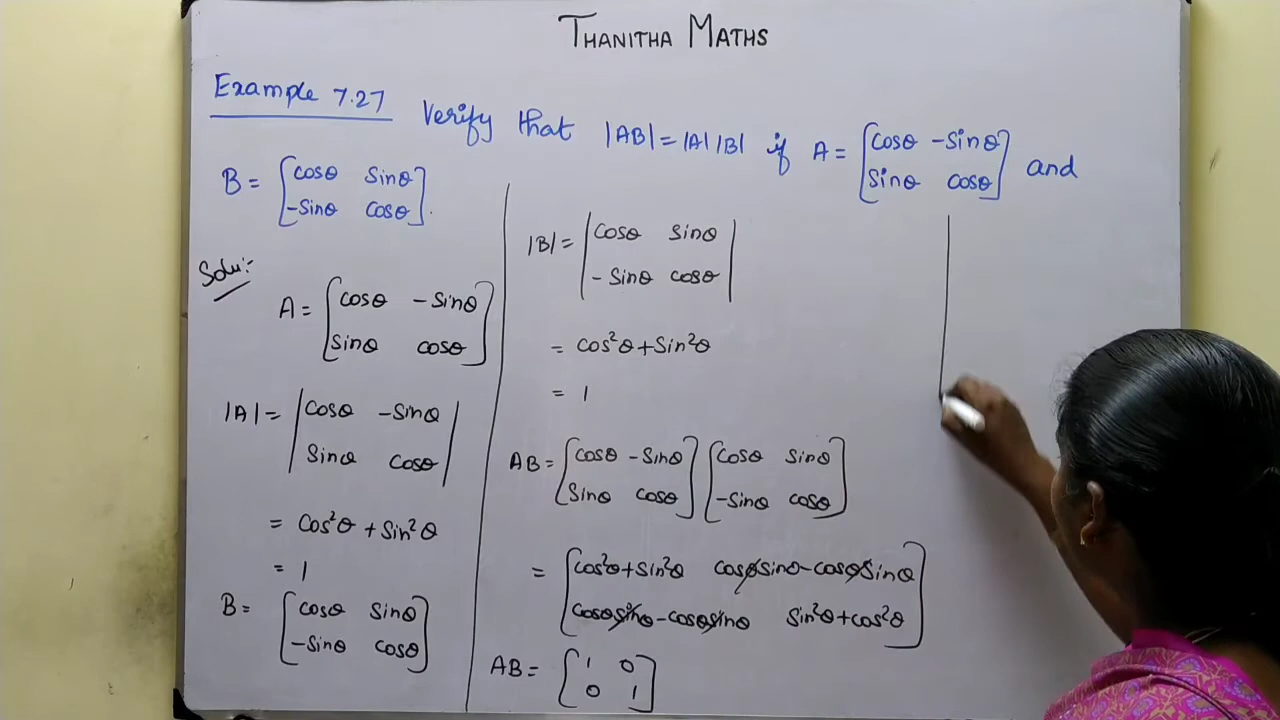 THANITHA MATHS
Example 7.27 Verify that |AB| = |A| |B| if A = [cosθ -sinθ
sinθ cosθ] and
B = [cosθ sinθ
-sinθ cosθ].
Solu:-
A = [cosθ -sinθ
sinθ cosθ]
|A| = |cosθ -sinθ
sinθ cosθ|
= cos²θ + sin²θ
= 1
B = [cosθ sinθ
-sinθ cosθ]
|B| = |cosθ sinθ
-sinθ cosθ|
= cos²θ + sin²θ
= 1
AB = [cosθ -sinθ
sinθ cosθ] [cosθ sinθ
-sinθ cosθ]
= [cos²θ+sin²θ cosθsinθ-cosθsinθ
cosθsinθ-cosθsinθ sin²θ+cos²θ]
AB = [1 0
0 1]